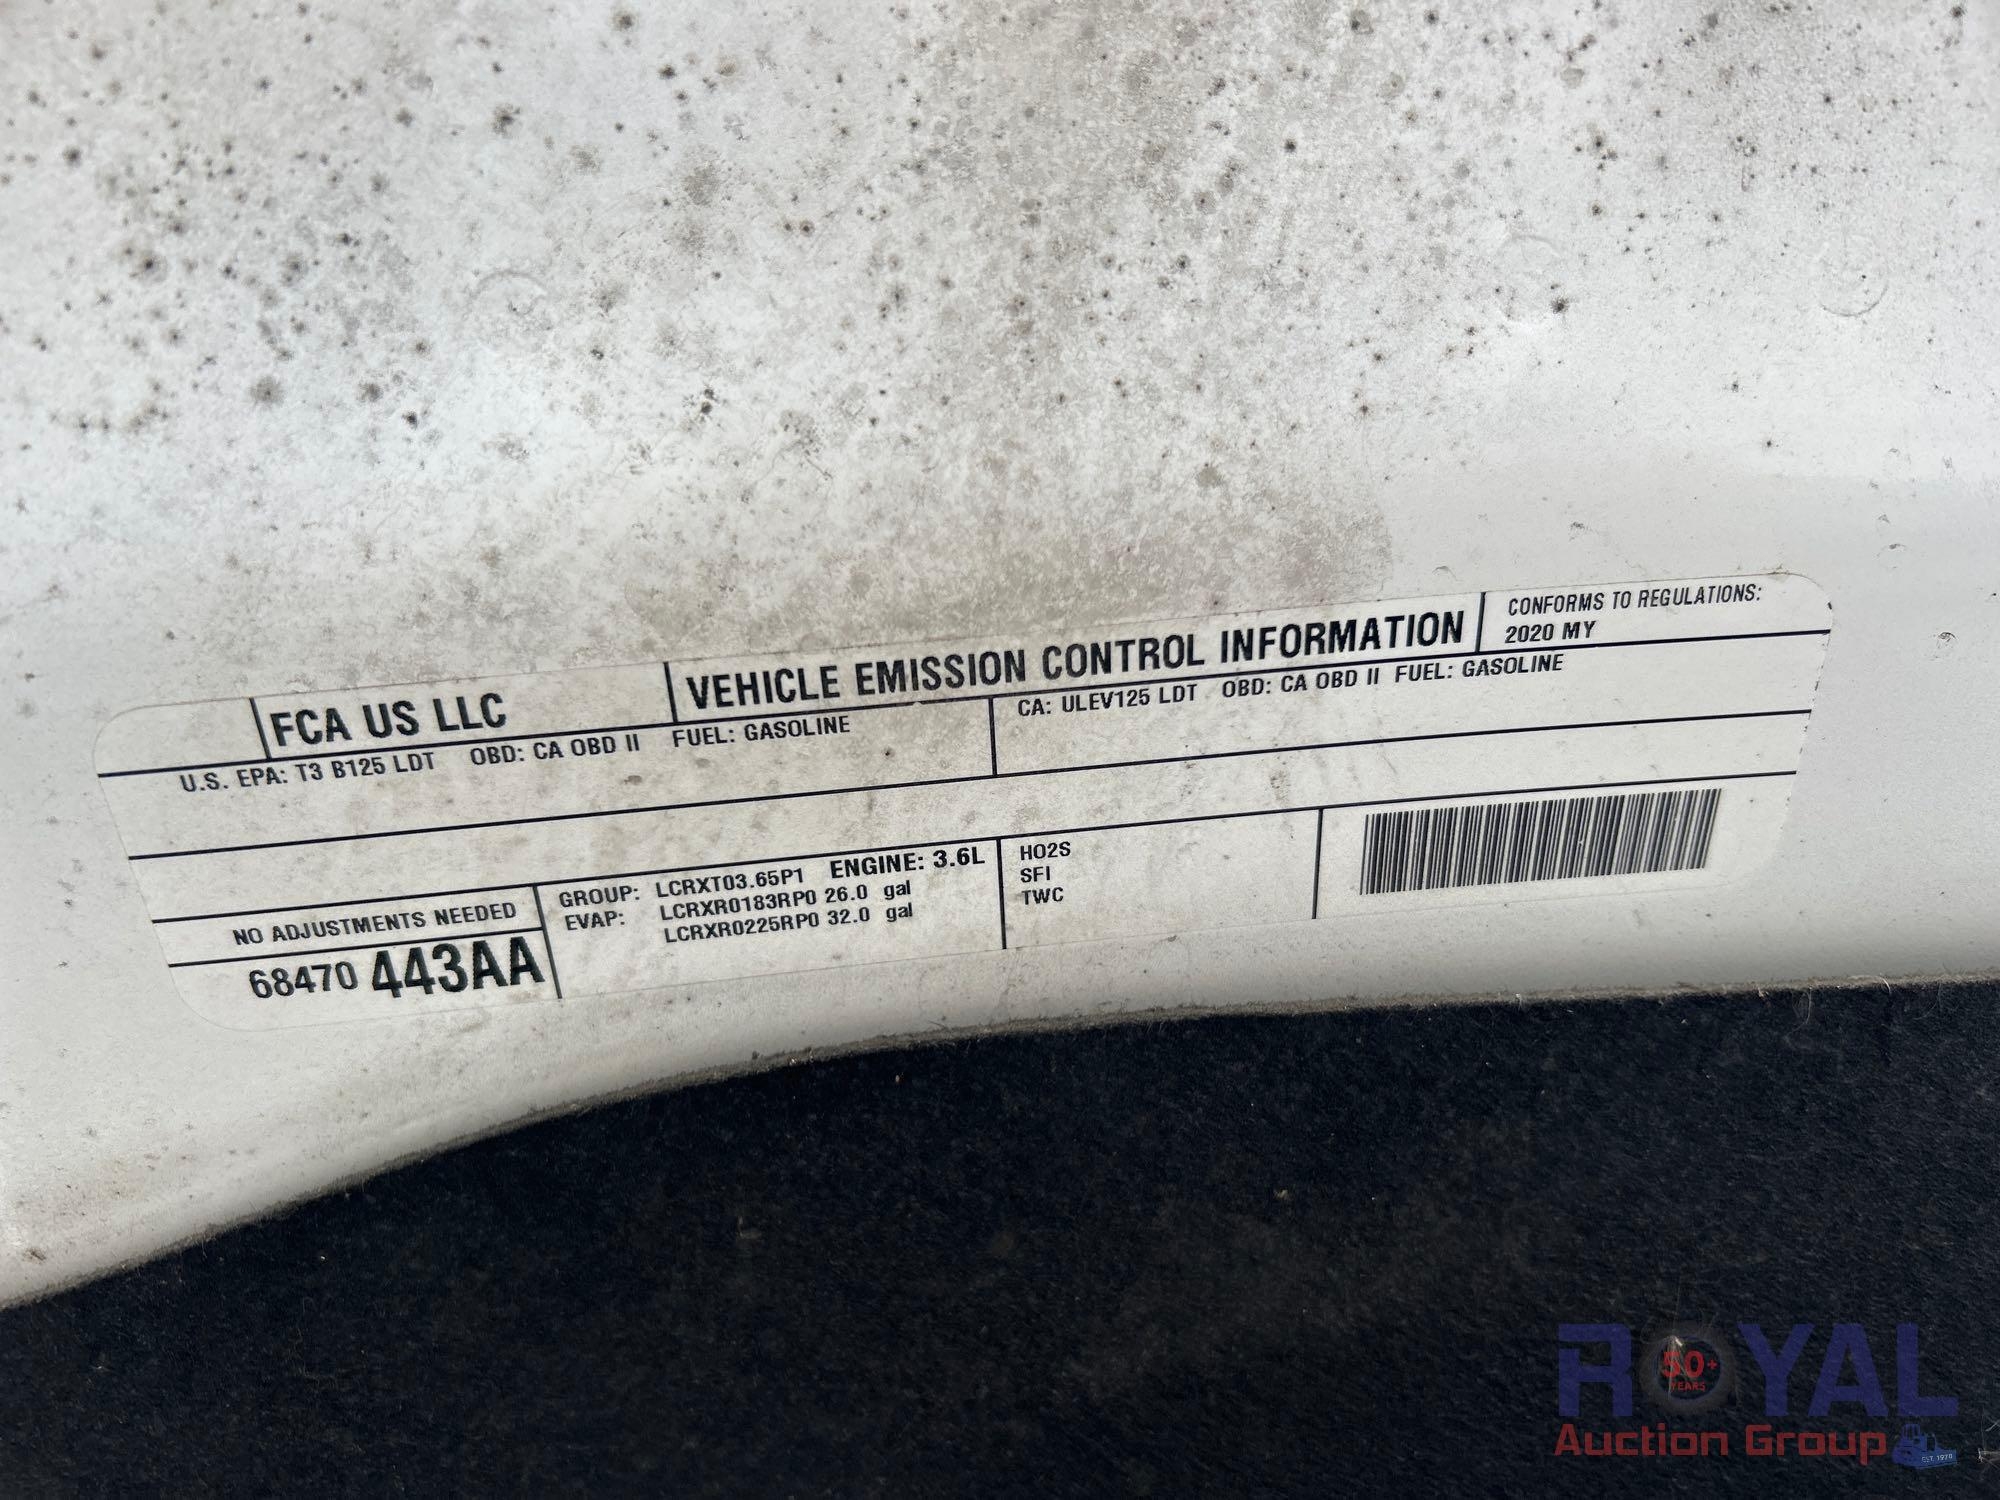 FCA US LLC
VEHICLE EMISSION CONTROL INFORMATION
CONFORMS TO REGULATIONS:
2020 MY
U.S. EPA: T3 B125 LDT OBD: CA OBD II FUEL: GASOLINE
CA: ULEV125 LDT OBD: CA OBD II FUEL: GASOLINE
NO ADJUSTMENTS NEEDED
68470 443AA
GROUP: LCRXT03.65P1 ENGINE: 3.6L
EVAP: LCRXR0183RP0 26.0 gal
LCRXR0225RP0 32.0 gal
HO2S
SFI
TWC
ROYAL
50+
YEARS
Auction Group
EST. 1970